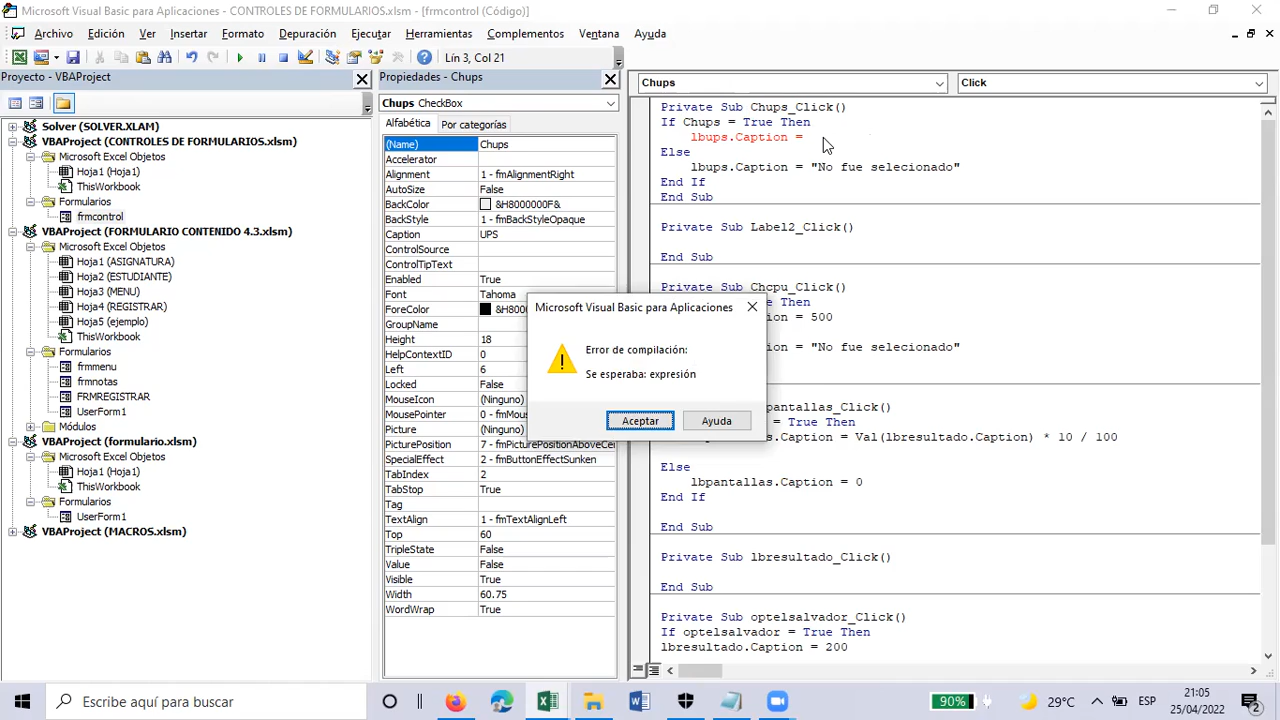 Microsoft Visual Basic para Aplicaciones - CONTROLES DE FORMULARIOS.xlsm - [frmcontrol (Código)]
Archivo Edición Ver Insertar Formato Depuración Ejecutar Herramientas Complementos Ventana Ayuda
Lín 3, Col 21
Proyecto - VBAProject
Solver (SOLVER.XLAM)
VBAProject (CONTROLES DE FORMULARIOS.xlsm)
Microsoft Excel Objetos
Hoja1 (Hoja1)
ThisWorkbook
Formularios
frmcontrol
VBAProject (FORMULARIO CONTENIDO 4.3.xlsm)
Microsoft Excel Objetos
Hoja1 (ASIGNATURA)
Hoja2 (ESTUDIANTE)
Hoja3 (MENU)
Hoja4 (REGISTRAR)
Hoja5 (ejemplo)
ThisWorkbook
Formularios
frmmenu
frmnotas
FRMREGISTRAR
UserForm1
Módulos
VBAProject (formulario.xlsm)
Microsoft Excel Objetos
Hoja1 (Hoja1)
ThisWorkbook
Formularios
UserForm1
VBAProject (MACROS.xlsm)
Propiedades - Chups
Chups CheckBox
Alfabética Por categorías
(Name) Chups
Accelerator
Alignment 1 - fmAlignmentRight
AutoSize False
BackColor &H8000000F&
BackStyle 1 - fmBackStyleOpaque
Caption UPS
ControlSource
ControlTipText
Enabled True
Font Tahoma
ForeColor &H800
GroupName
Height 18
HelpContextID 0
Left 6
Locked False
MouseIcon (Ninguno)
MousePointer 0 - fmMous
Picture (Ninguno)
PicturePosition 7 - fmPicturePositionAboveCe
SpecialEffect 2 - fmButtonEffectSunken
TabIndex 2
TabStop True
Tag
TextAlign 1 - fmTextAlignLeft
Top 60
TripleState False
Value False
Visible True
Width 60.75
WordWrap True
Chups Click
Private Sub Chups_Click()
If Chups = True Then
lbups.Caption =
Else
lbups.Caption = "No fue selecionado"
End If
End Sub
Private Sub Label2_Click()
End Sub
Private Sub Chcpu_Click()
ue Then
ption = 500
ption = "No fue selecionado"
pantallas_Click()
= True Then
s.Caption = Val(lbresultado.Caption) * 10 / 100
Else
lbpantallas.Caption = 0
End If
End Sub
Private Sub lbresultado_Click()
End Sub
Private Sub optelsalvador_Click()
If optelsalvador = True Then
lbresultado.Caption = 200
Microsoft Visual Basic para Aplicaciones
Error de compilación:
Se esperaba: expresión
Aceptar Ayuda
Escribe aquí para buscar
90%
29°C
ESP
21:05
25/04/2022
2